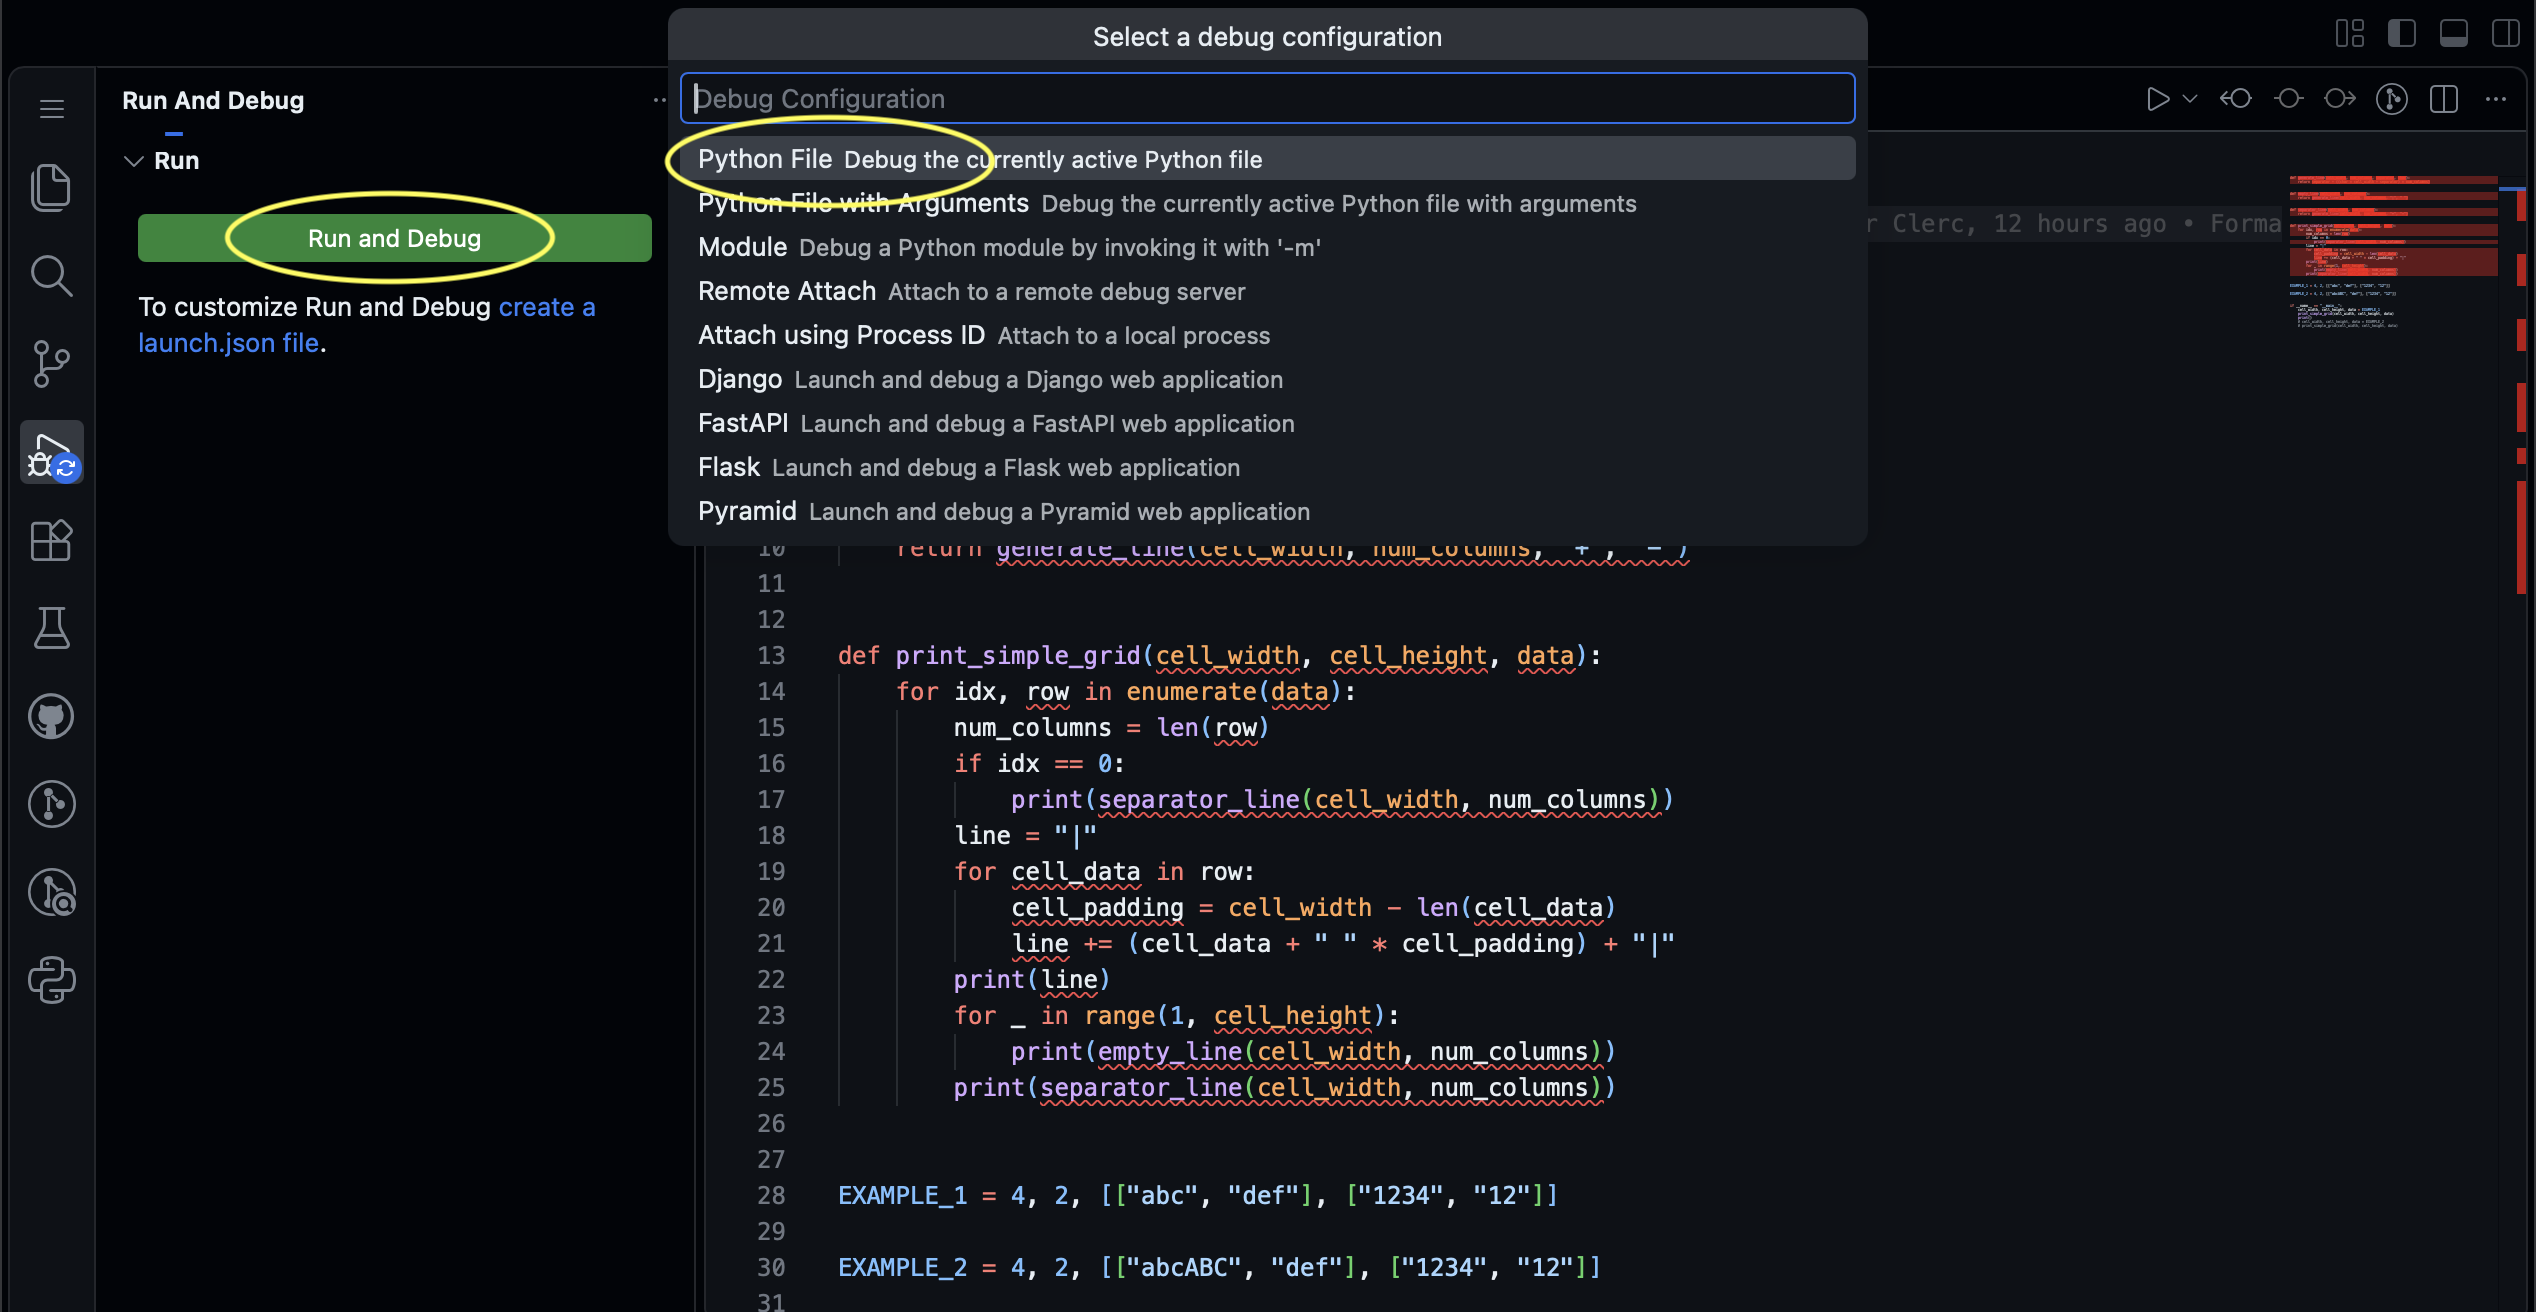 Select a debug configuration
Debug Configuration
Python File Debug the currently active Python file
Python File with Arguments Debug the currently active Python file with arguments
Module Debug a Python module by invoking it with '-m'
Remote Attach Attach to a remote debug server
Attach using Process ID Attach to a local process
Django Launch and debug a Django web application
FastAPI Launch and debug a FastAPI web application
Flask Launch and debug a Flask web application
Pyramid Launch and debug a Pyramid web application
Run And Debug
Run
Run and Debug
To customize Run and Debug create a
launch.json file.
r Clerc, 12 hours ago • Forma
10 return generate_line(cell_width, num_columns, "+", "-")
11
12
13 def print_simple_grid(cell_width, cell_height, data):
14 for idx, row in enumerate(data):
15 num_columns = len(row)
16 if idx == 0:
17 print(separator_line(cell_width, num_columns))
18 line = "|"
19 for cell_data in row:
20 cell_padding = cell_width - len(cell_data)
21 line += (cell_data + " " * cell_padding) + "|"
22 print(line)
23 for _ in range(1, cell_height):
24 print(empty_line(cell_width, num_columns))
25 print(separator_line(cell_width, num_columns))
26
27
28 EXAMPLE_1 = 4, 2, [["abc", "def"], ["1234", "12"]]
29
30 EXAMPLE_2 = 4, 2, [["abcABC", "def"], ["1234", "12"]]
31